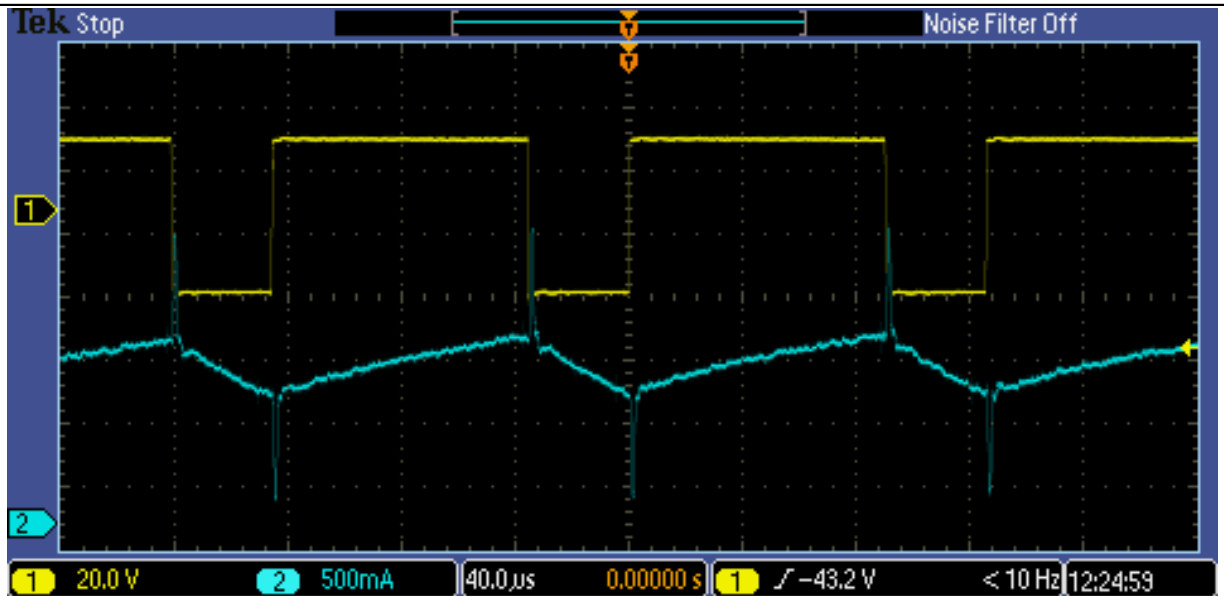 Tek Stop Noise Filter Off
T
T
1
2
1 20.0 V 2 500mA 40.0µs 0.00000 s 1 ∫ −43.2 V < 10 Hz 12:24:59